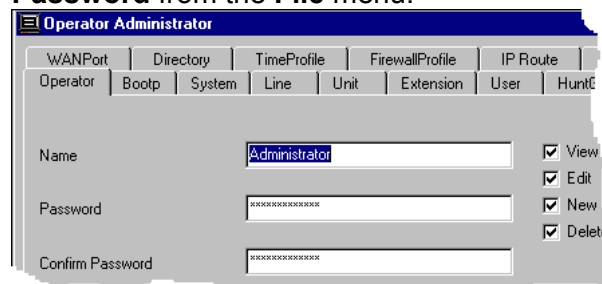 Password from the File menu.
Operator Administrator
WANPort Directory TimeProfile FirewallProfile IP Route
Operator Bootp System Line Unit Extension User
Name Administrator View
Edit
Password ************* New
Confirm Password *************